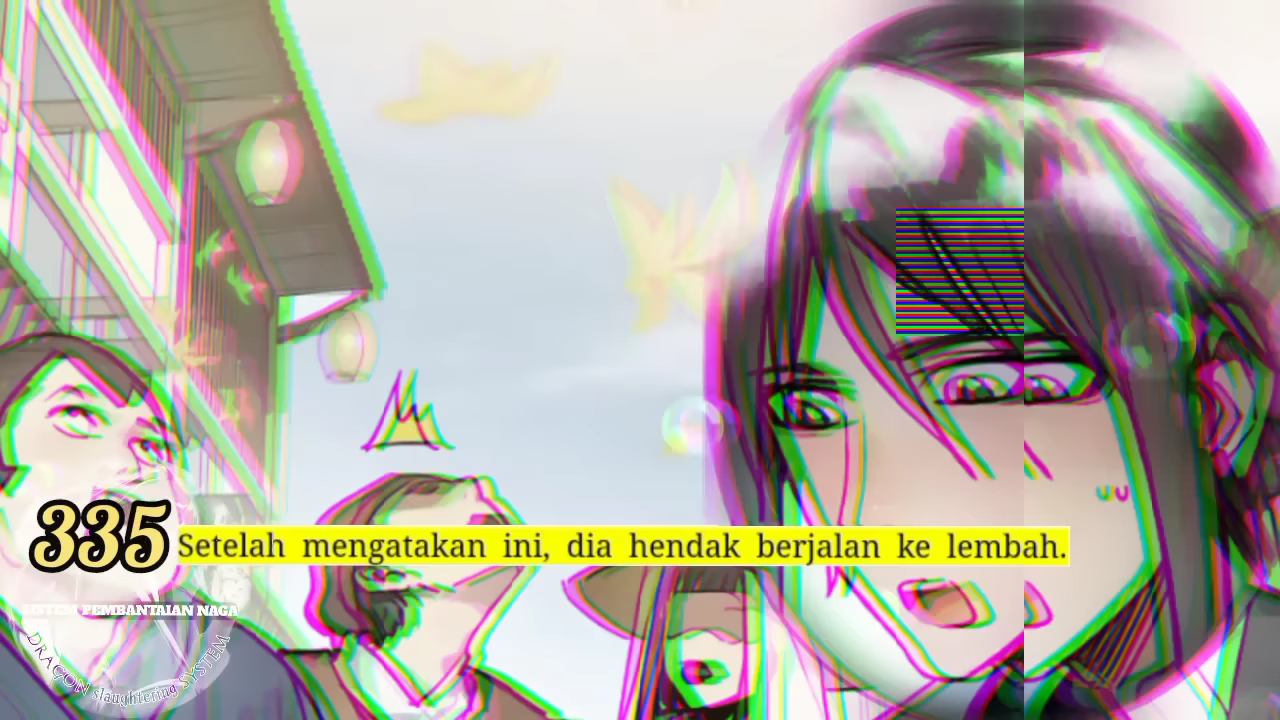 335
Setelah mengatakan ini, dia hendak berjalan ke lembah.
SISTEM PEMBANTAIAN NAGA
DRAGON slaughtering SYSTEM